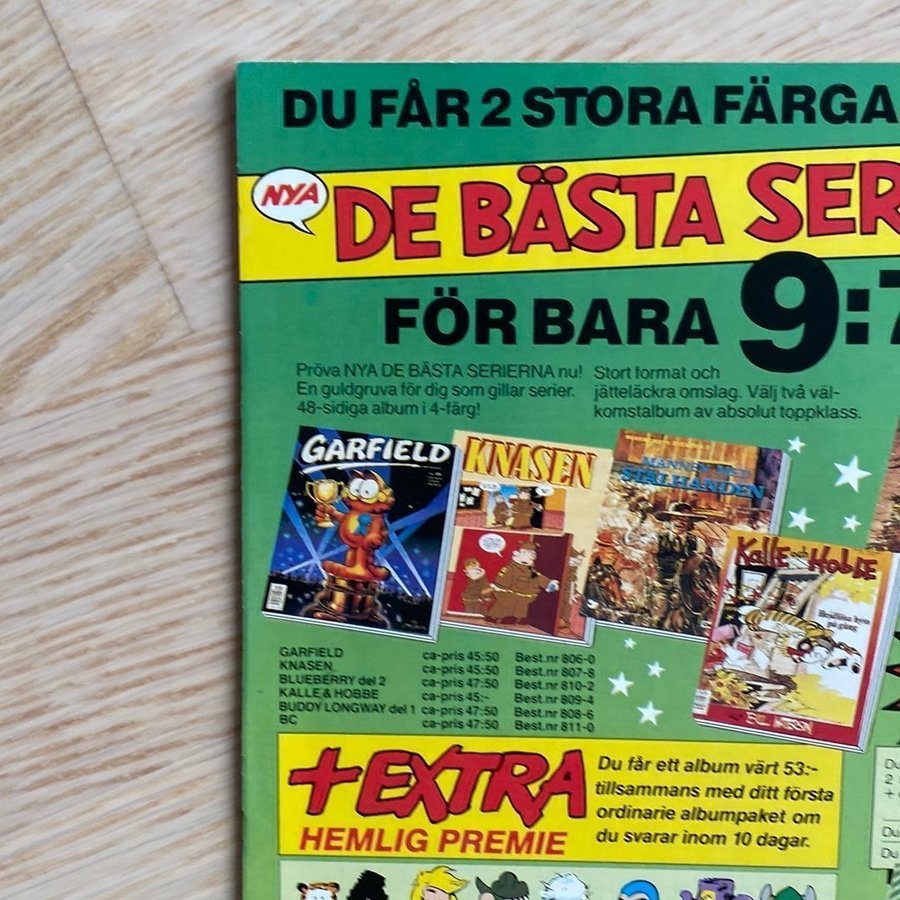 DU FÅR 2 STORA FÄRGA
NYA
DE BÄSTA SER
FÖR BARA 9:7
Pröva NYA DE BÄSTA SERIERNA nu!
En guldgruva för dig som gillar serier.
48-sidiga album i 4-färg!
Stort format och
jätteläckra omslag. Välj två väl-
komstalbum av absolut toppklass.
GARFIELD
KNASEN
MANNEN MED
STÅLHANDEN
Kalle och Hobbe
GARFIELD ca-pris 45:50 Best.nr 806-0
KNASEN ca-pris 45:50 Best.nr 807-8
BLUEBERRY del 2 ca-pris 47:50 Best.nr 810-2
KALLE & HOBBE ca-pris 45:- Best.nr 809-4
BUDDY LONGWAY del 1 ca-pris 47:50 Best.nr 808-6
BC ca-pris 47:50 Best.nr 811-0
+EXTRA
HEMLIG PREMIE
Du får ett album värt 53:-
tillsammans med ditt första
ordinarie albumpaket om
du svarar inom 10 dagar.
Du
2
+
Du
Du